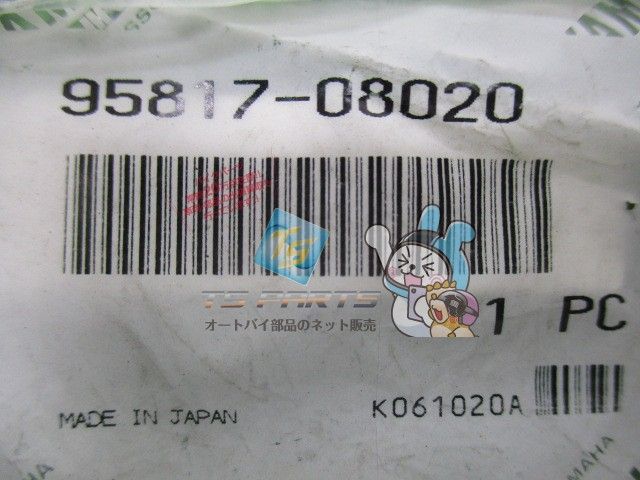 95817-08020
TS PARTS
オートバイ部品のネット販売
1 PC
MADE IN JAPAN
K061020A
AHA